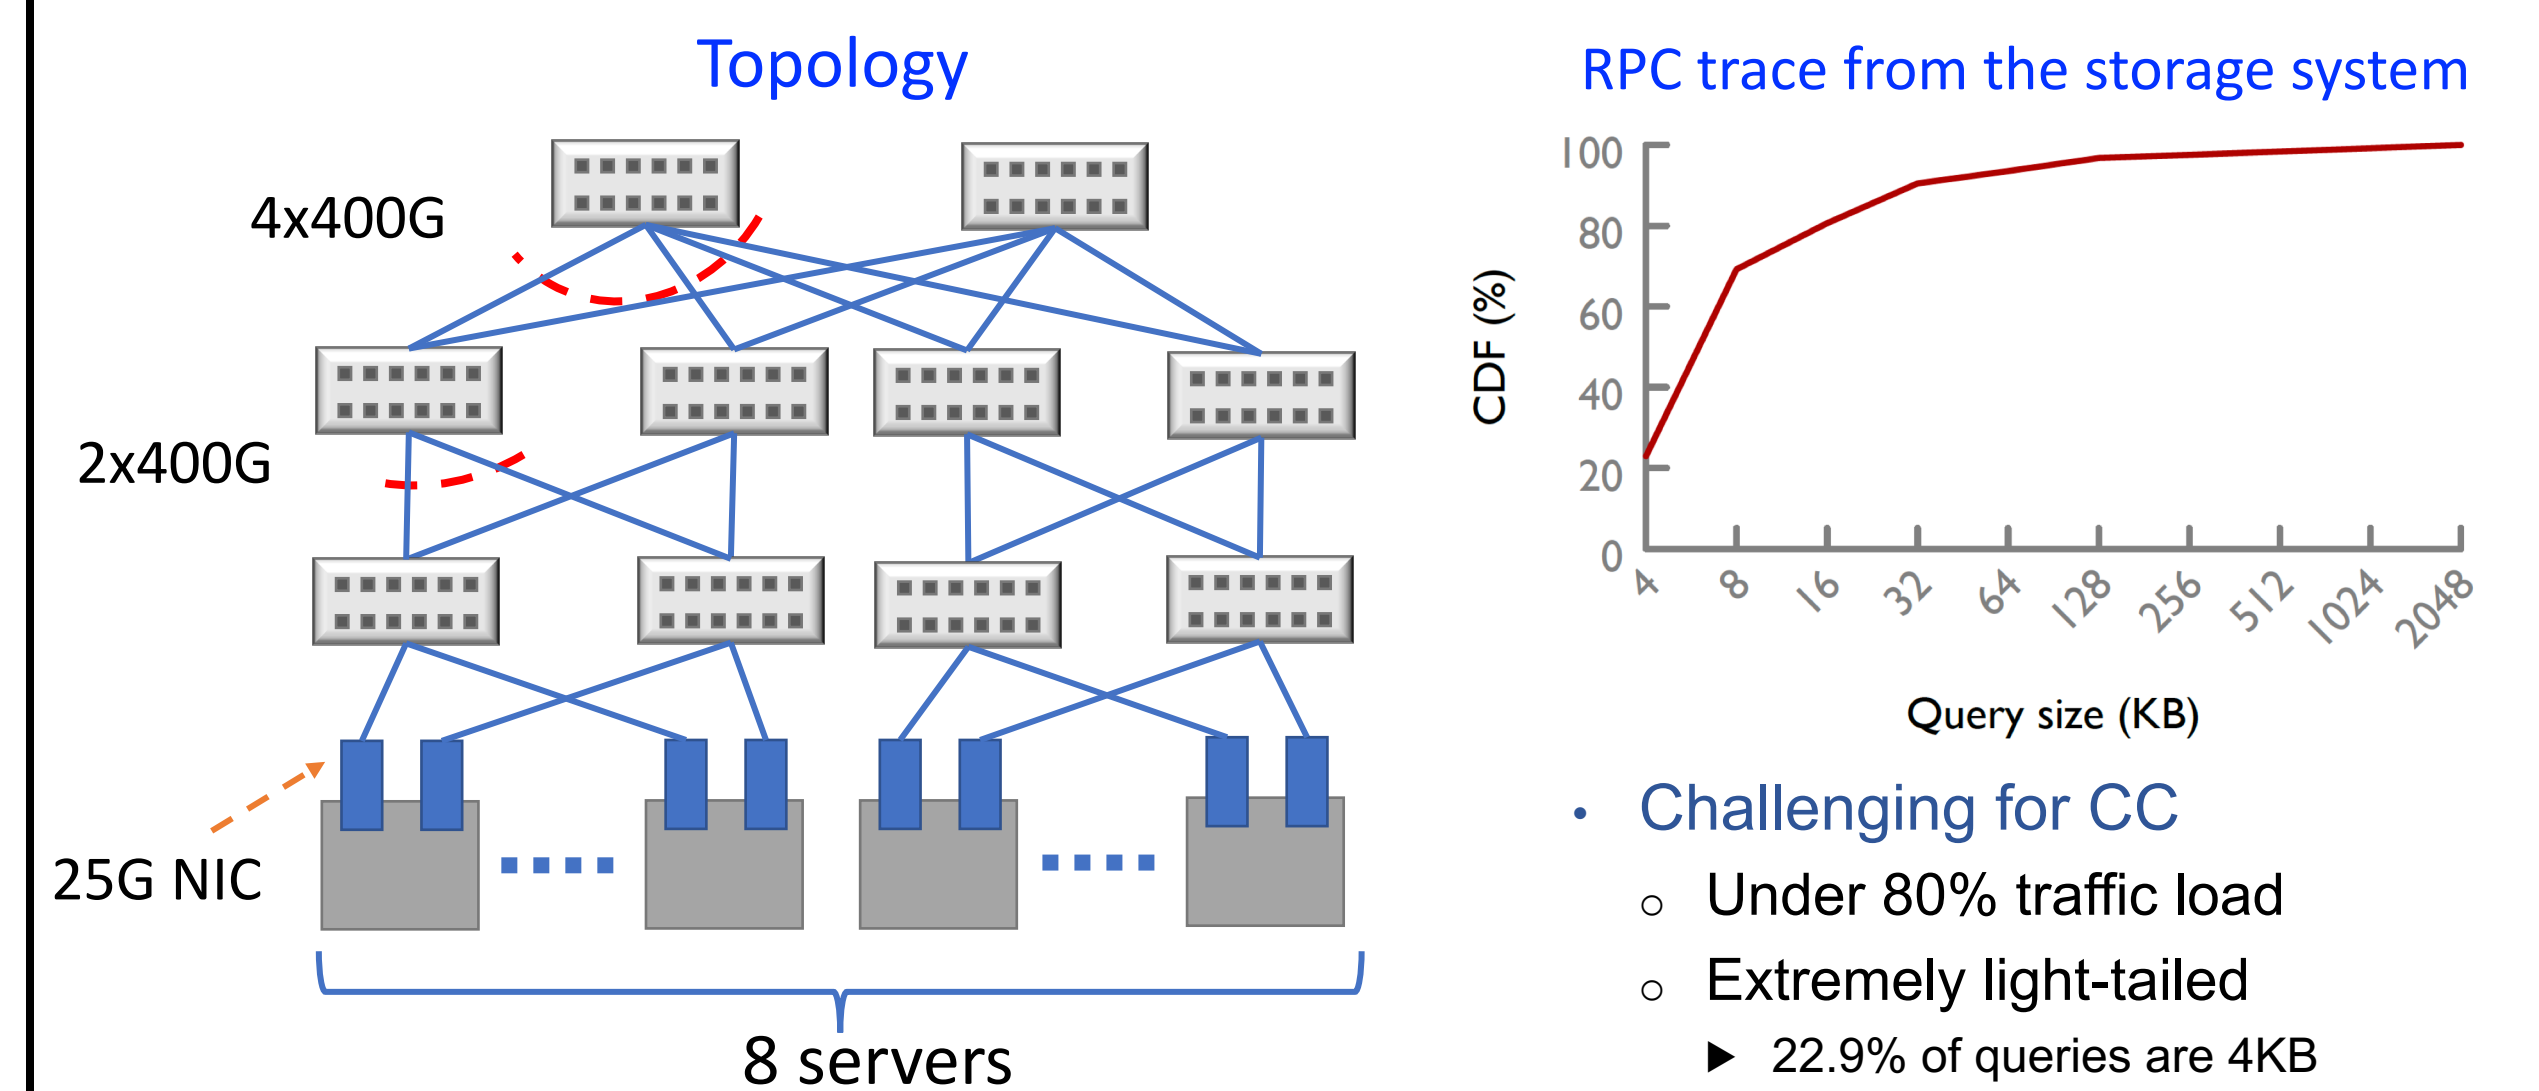 Topology
4x400G
2x400G
25G NIC
8 servers
RPC trace from the storage system
100
80
60
40
20
0
CDF (%)
4 8 16 32 64 128 256 512 1024 2048
Query size (KB)
• Challenging for CC
o Under 80% traffic load
o Extremely light-tailed
▶ 22.9% of queries are 4KB